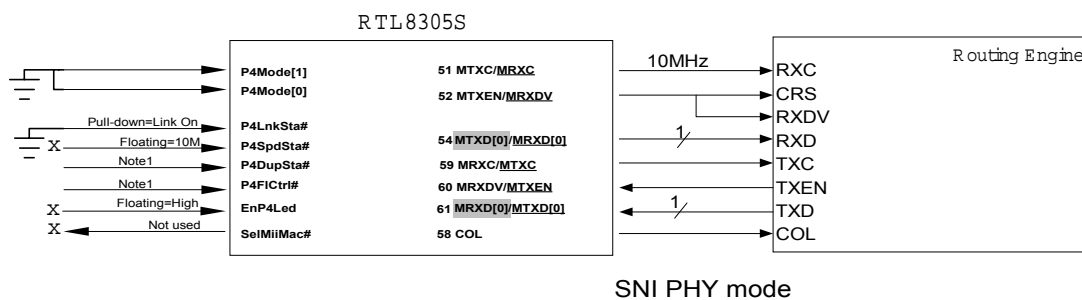 RTL8305S
Routing Engine
P4Mode[1]
51 MTXC/MRXC
10MHz
RXC
P4Mode[0]
52 MTXEN/MRXDV
CRS
RXDV
Pull-down=Link On
P4LnkSta#
X
Floating=10M
P4SpdSta#
54 MTXD[0]/MRXD[0]
1
RXD
Note1
P4DupSta#
59 MRXC/MTXC
TXC
Note1
P4FlCtrl#
60 MRXDV/MTXEN
TXEN
X
Floating=High
EnP4Led
61 MRXD[0]/MTXD[0]
1
TXD
X
Not used
SelMiiMac#
58 COL
COL
SNI PHY mode